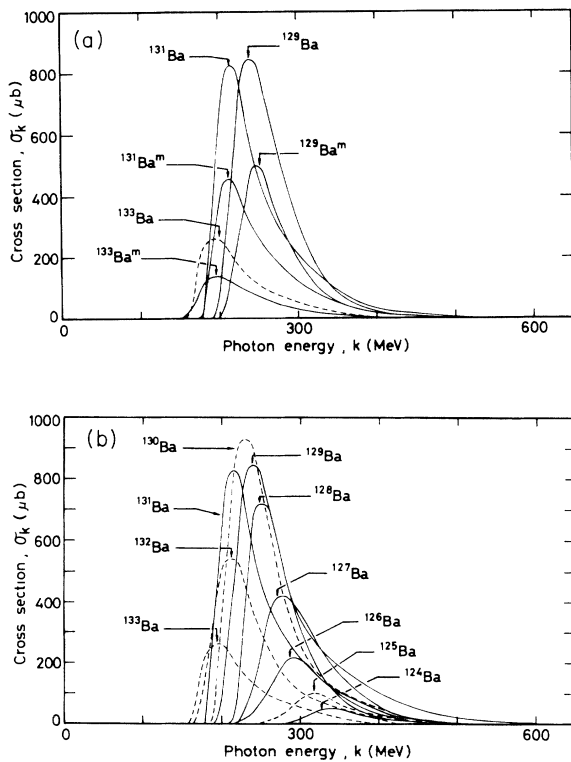 (a)
1000
800
600
400
200
0
Cross section, σk (μb)
131Ba
129Ba
131Bam
129Bam
133Ba
133Bam
0
300
600
Photon energy, k (MeV)
(b)
1000
800
600
400
200
0
Cross section, σk (μb)
130Ba
129Ba
131Ba
128Ba
132Ba
127Ba
133Ba
126Ba
125Ba
124Ba
0
300
600
Photon energy, k (MeV)